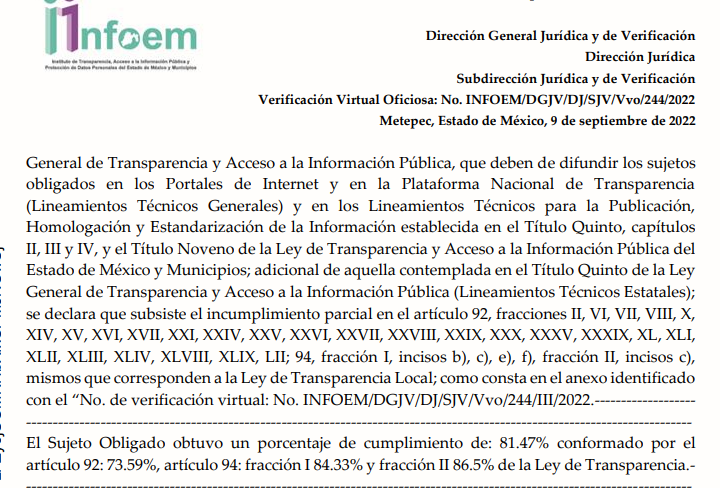 infoem
Instituto de Transparencia, Acceso a la Información Pública y
Protección de Datos Personales del Estado de México y Municipios
Dirección General Jurídica y de Verificación
Dirección Jurídica
Subdirección Jurídica y de Verificación
Verificación Virtual Oficiosa: No. INFOEM/DGJV/DJ/SJV/Vvo/244/2022
Metepec, Estado de México, 9 de septiembre de 2022
General de Transparencia y Acceso a la Información Pública, que deben de difundir los sujetos
obligados en los Portales de Internet y en la Plataforma Nacional de Transparencia
(Lineamientos Técnicos Generales) y en los Lineamientos Técnicos para la Publicación,
Homologación y Estandarización de la Información establecida en el Título Quinto, capítulos
II, III y IV, y el Título Noveno de la Ley de Transparencia y Acceso a la Información Pública del
Estado de México y Municipios; adicional de aquella contemplada en el Título Quinto de la Ley
General de Transparencia y Acceso a la Información Pública (Lineamientos Técnicos Estatales);
se declara que subsiste el incumplimiento parcial en el artículo 92, fracciones II, VI, VII, VIII, X,
XIV, XV, XVI, XVII, XXI, XXIV, XXV, XXVI, XXVII, XXVIII, XXIX, XXX, XXXV, XXXIX, XL, XLI,
XLII, XLIII, XLIV, XLVIII, XLIX, LII; 94, fracción I, incisos b), c), e), f), fracción II, incisos c),
mismos que corresponden a la Ley de Transparencia Local; como consta en el anexo identificado
con el “No. de verificación virtual: No. INFOEM/DGJV/DJ/SJV/Vvo/244/III/2022.-------------------
El Sujeto Obligado obtuvo un porcentaje de cumplimiento de: 81.47% conformado por el
artículo 92: 73.59%, artículo 94: fracción I 84.33% y fracción II 86.5% de la Ley de Transparencia.-